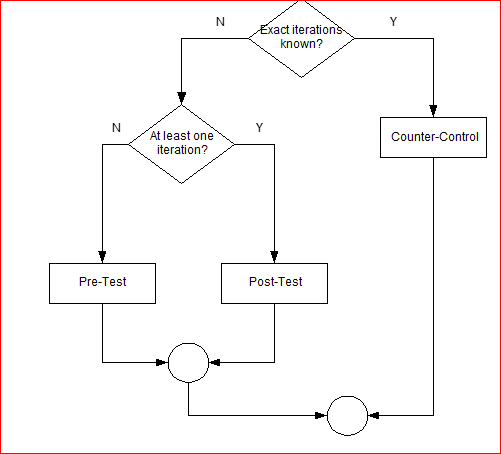 N
Exact iterations
known?
Y
N
At least one
iteration?
Y
Counter-Control
Pre-Test
Post-Test